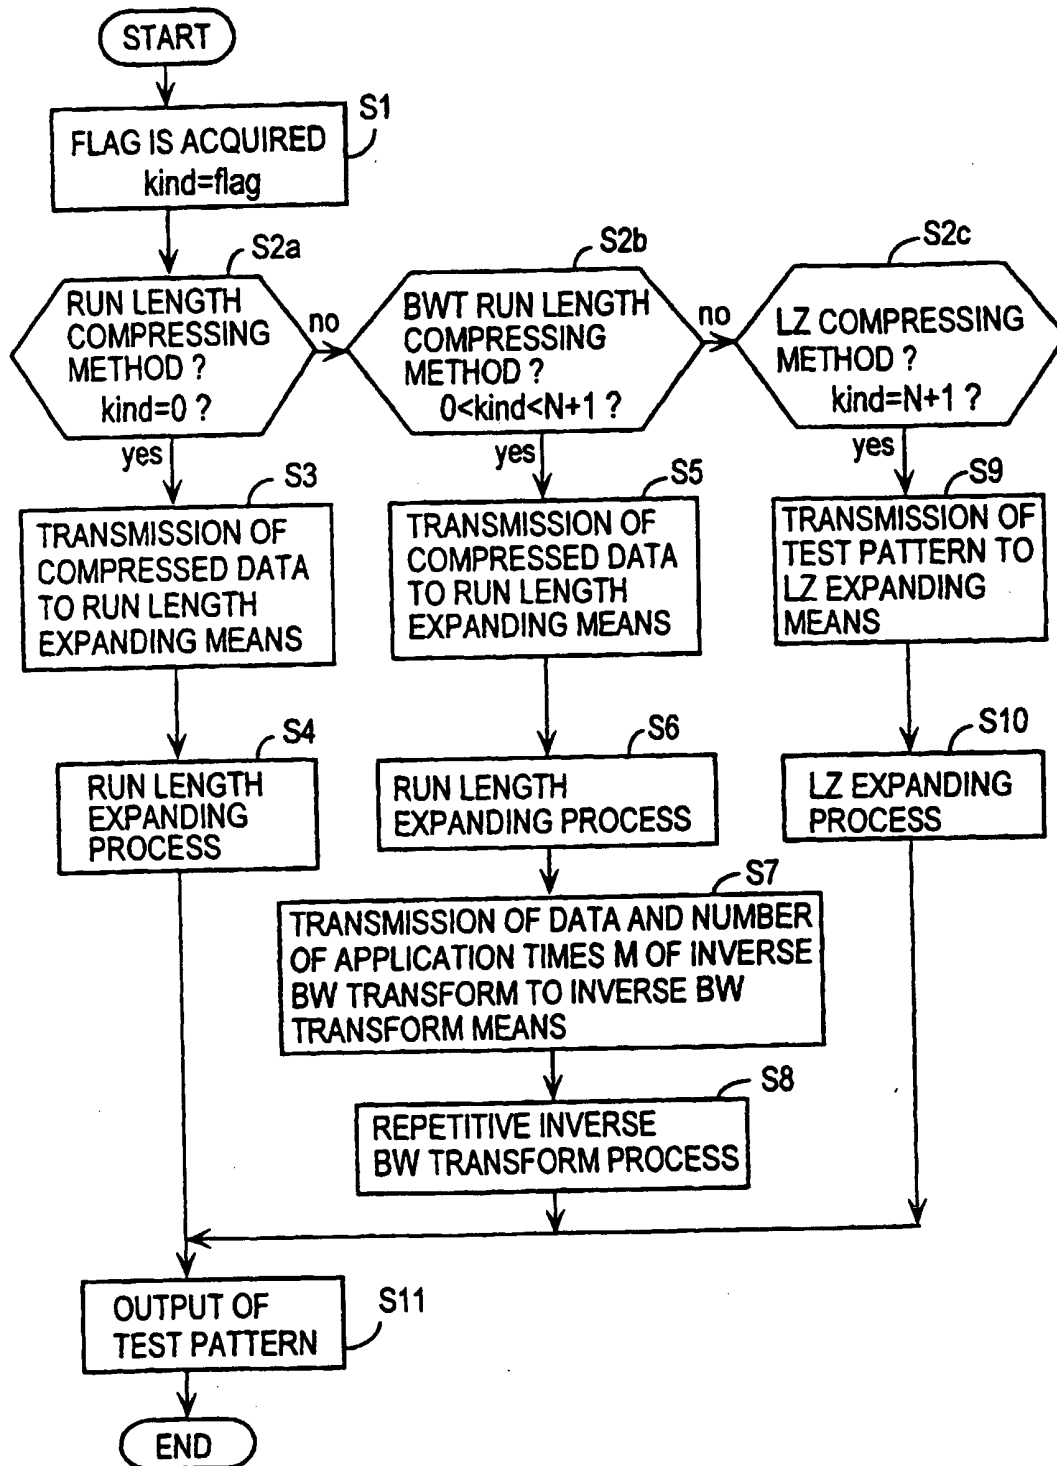 START
S1
FLAG IS ACQUIRED
kind=flag
S2a
RUN LENGTH
COMPRESSING
METHOD ?
kind=0 ?
no
yes
S2b
BWT RUN LENGTH
COMPRESSING
METHOD ?
0<kind<N+1 ?
no
yes
S2c
LZ COMPRESSING
METHOD ?
kind=N+1 ?
yes
S3
TRANSMISSION OF
COMPRESSED DATA
TO RUN LENGTH
EXPANDING MEANS
S5
TRANSMISSION OF
COMPRESSED DATA
TO RUN LENGTH
EXPANDING MEANS
S9
TRANSMISSION OF
TEST PATTERN TO
LZ EXPANDING
MEANS
S4
RUN LENGTH
EXPANDING
PROCESS
S6
RUN LENGTH
EXPANDING PROCESS
S10
LZ EXPANDING
PROCESS
S7
TRANSMISSION OF DATA AND NUMBER
OF APPLICATION TIMES M OF INVERSE
BW TRANSFORM TO INVERSE BW
TRANSFORM MEANS
S8
REPETITIVE INVERSE
BW TRANSFORM PROCESS
S11
OUTPUT OF
TEST PATTERN
END